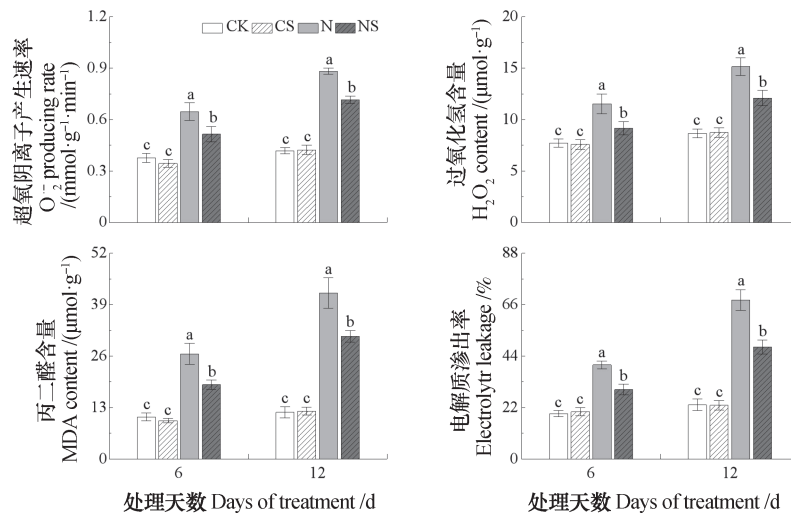 超氧阴离子产生速率
O₂·⁻ producing rate
/(mmol·g⁻¹·min⁻¹)
1.2
0.9
0.6
0.3
0
CK CS N NS
c c a b
c c a b
过氧化氢含量
H₂O₂ content /(μmol·g⁻¹)
20
15
10
5
0
c c a b
c c a b
丙二醛含量
MDA content /(μmol·g⁻¹)
52
39
26
13
0
c c a b
c c a b
6 12
处理天数 Days of treatment /d
电解质渗出率
Electrolytr leakage /%
88
66
44
22
0
c c a b
c c a b
6 12
处理天数 Days of treatment /d